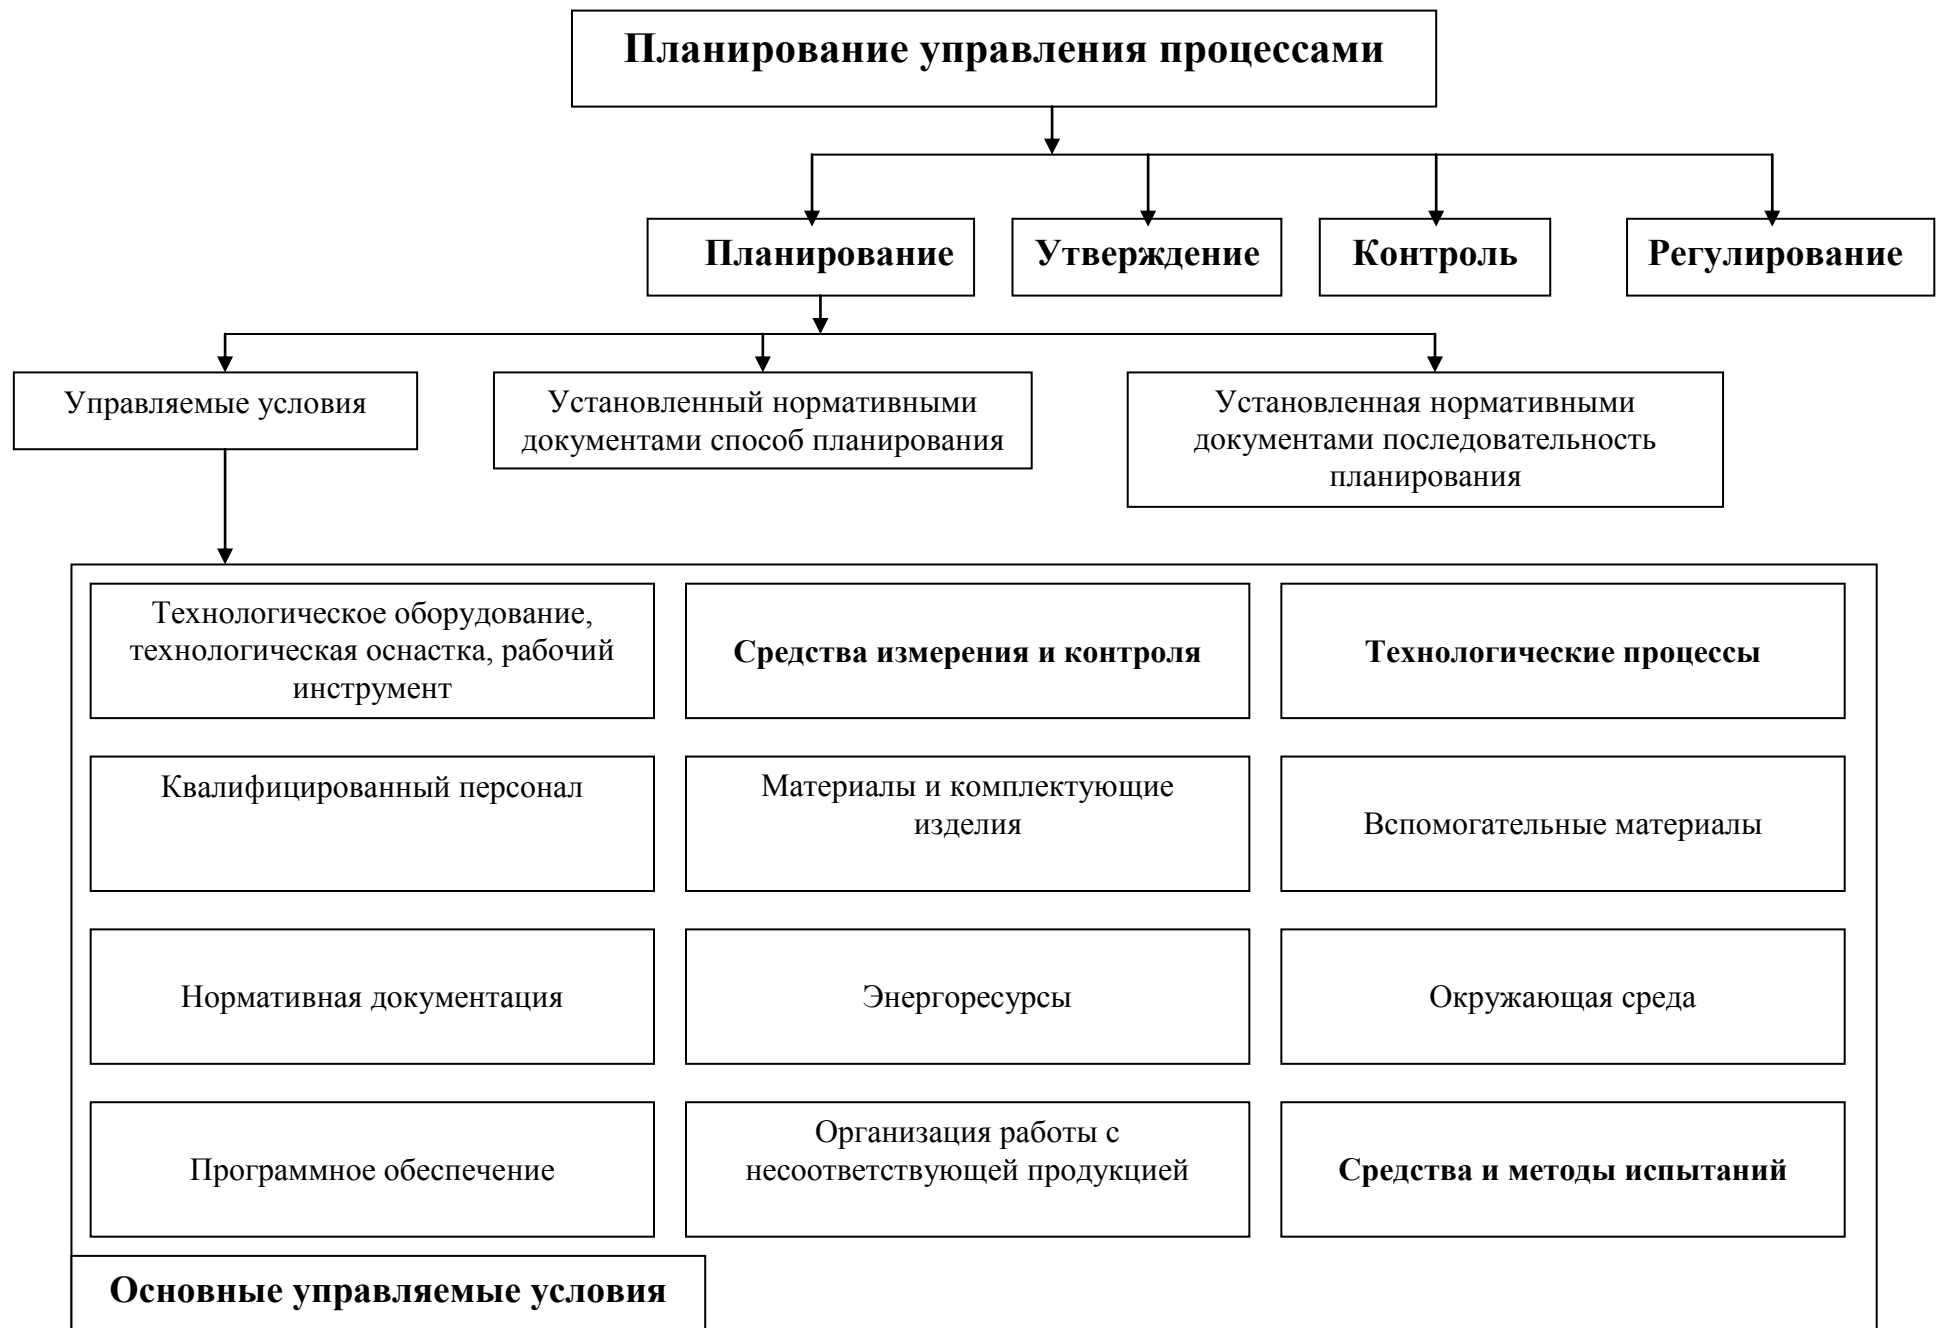 Планирование управления процессами
Планирование
Утверждение
Контроль
Регулирование
Управляемые условия
Установленный нормативными
документами способ планирования
Установленная нормативными
документами последовательность
планирования
Технологическое оборудование,
технологическая оснастка, рабочий
инструмент
Средства измерения и контроля
Технологические процессы
Квалифицированный персонал
Материалы и комплектующие
изделия
Вспомогательные материалы
Нормативная документация
Энергоресурсы
Окружающая среда
Программное обеспечение
Организация работы с
несоответствующей продукцией
Средства и методы испытаний
Основные управляемые условия